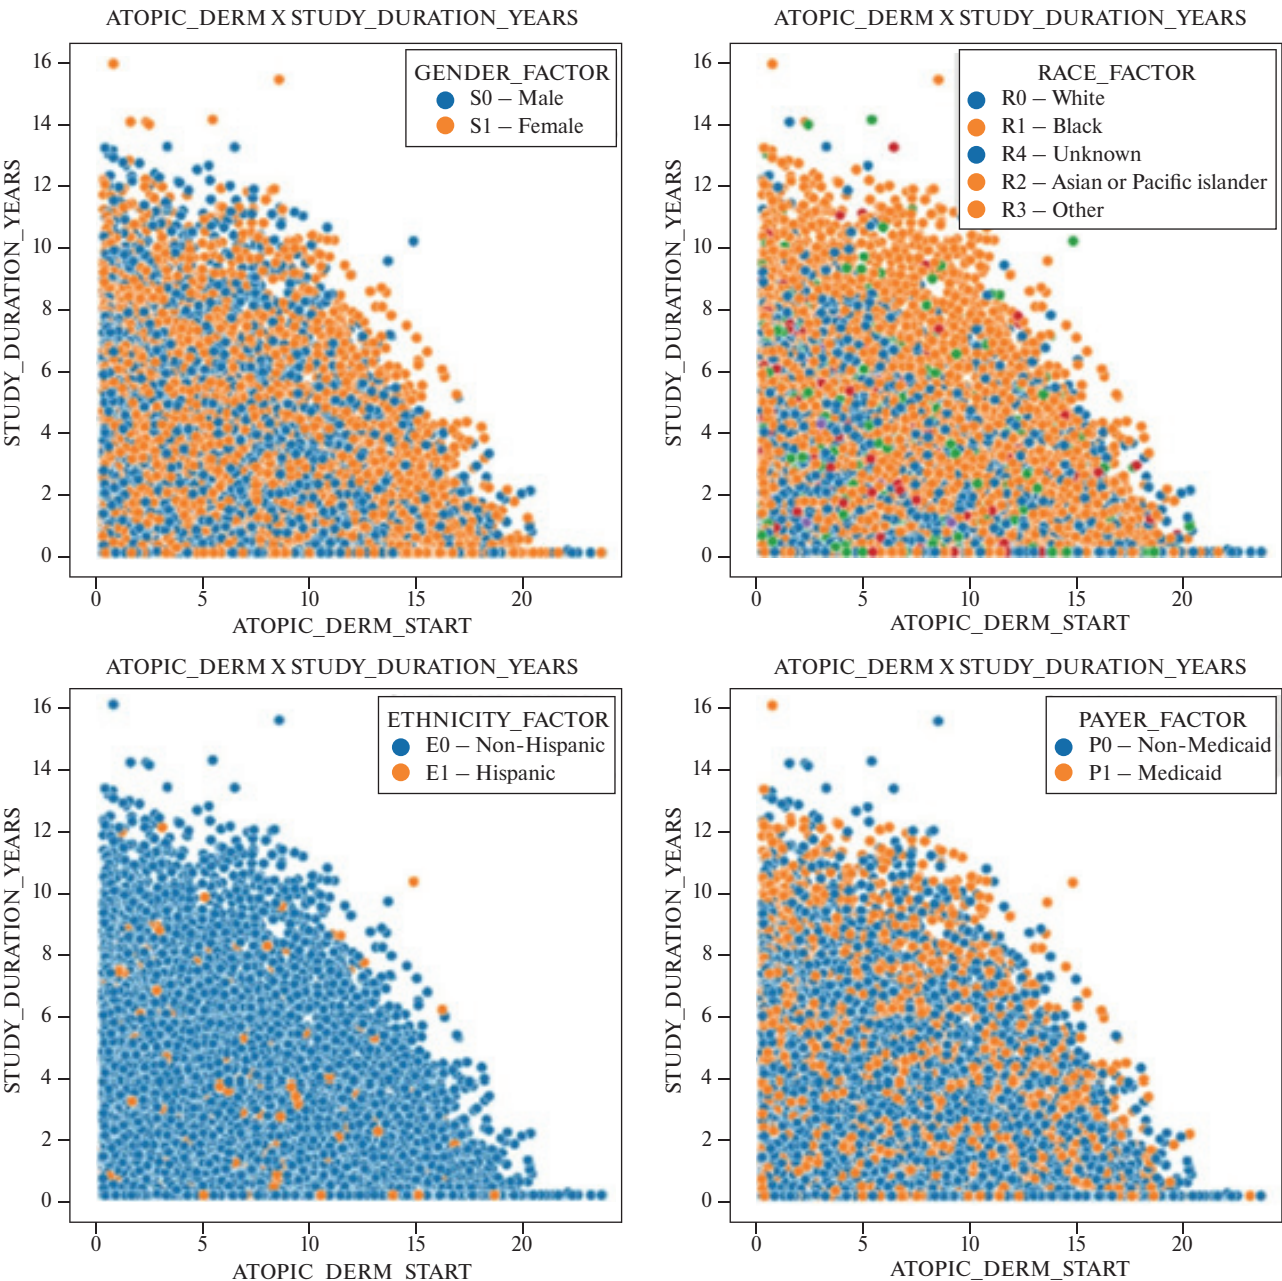 ATOPIC_DERM X STUDY_DURATION_YEARS
STUDY_DURATION_YEARS
16
14
12
10
8
6
4
2
0
GENDER_FACTOR
S0 – Male
S1 – Female
0 5 10 15 20
ATOPIC_DERM_START
ATOPIC_DERM X STUDY_DURATION_YEARS
STUDY_DURATION_YEARS
16
14
12
10
8
6
4
2
0
RACE_FACTOR
R0 – White
R1 – Black
R4 – Unknown
R2 – Asian or Pacific islander
R3 – Other
0 5 10 15 20
ATOPIC_DERM_START
ATOPIC_DERM X STUDY_DURATION_YEARS
STUDY_DURATION_YEARS
16
14
12
10
8
6
4
2
0
ETHNICITY_FACTOR
E0 – Non-Hispanic
E1 – Hispanic
0 5 10 15 20
ATOPIC_DERM_START
ATOPIC_DERM X STUDY_DURATION_YEARS
STUDY_DURATION_YEARS
16
14
12
10
8
6
4
2
0
PAYER_FACTOR
P0 – Non-Medicaid
P1 – Medicaid
0 5 10 15 20
ATOPIC_DERM_START